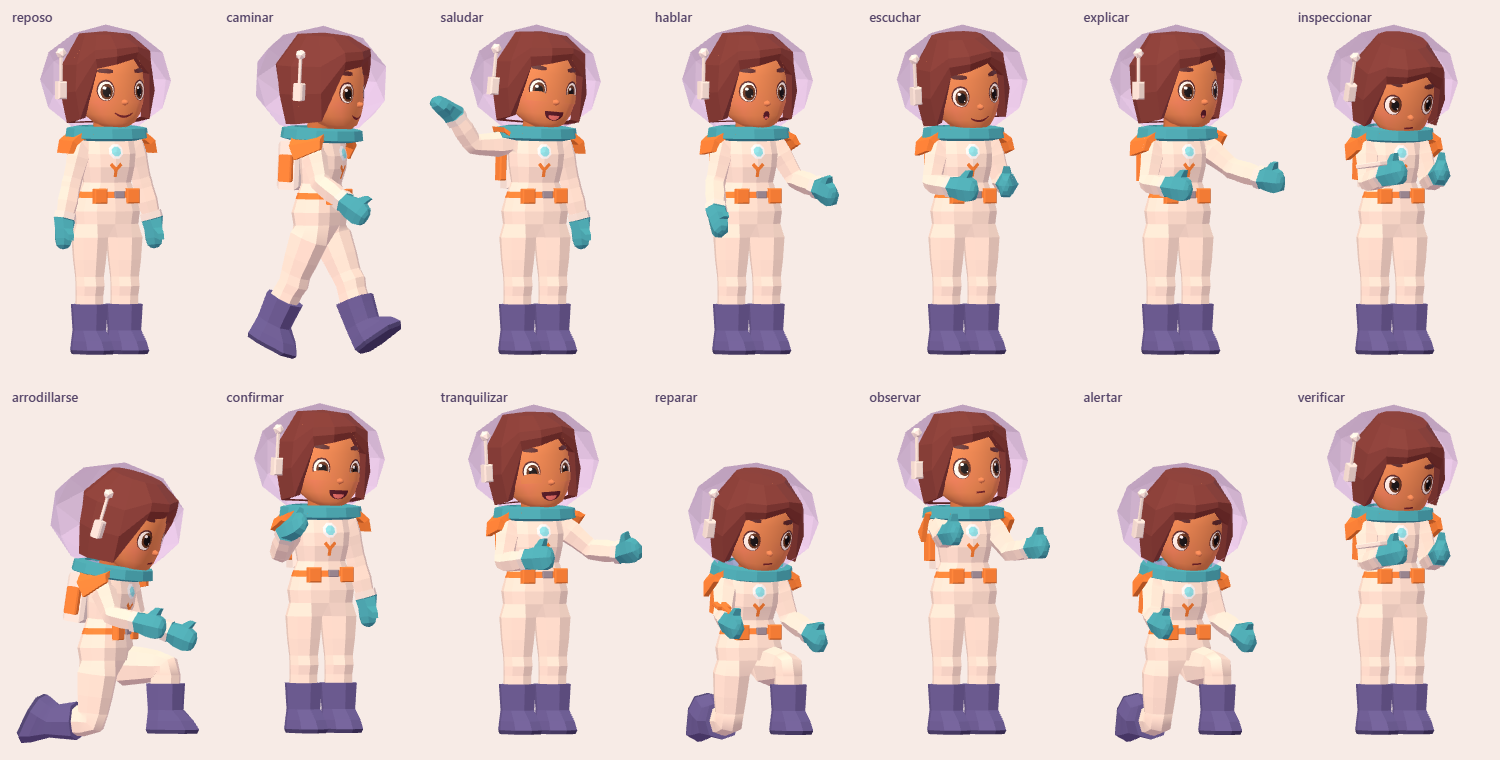 reposo
caminar
saludar
hablar
escuchar
explicar
inspeccionar
arrodillarse
confirmar
tranquilizar
reparar
observar
alertar
verificar